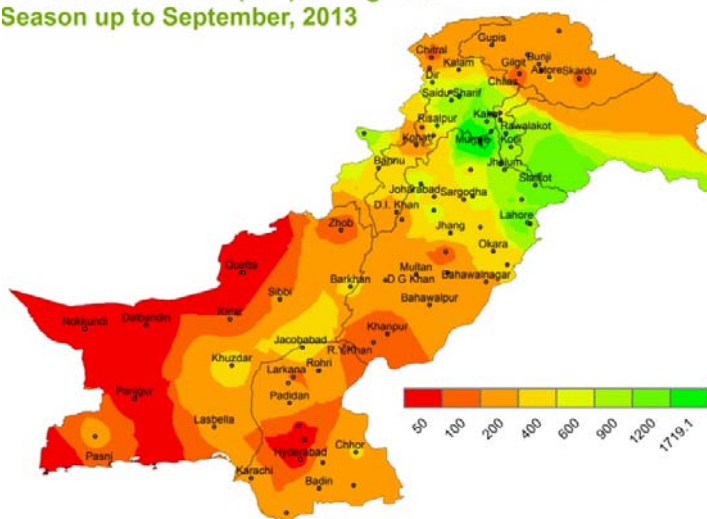 Season up to September, 2013
Gupis
Chitral
Bunji
Gilgit
Kalam
Astore
Skardu
Dir
Chilas
Saidu Sharif
Risalpur
Kakul
Rawalakot
Kohat
Murree
Kotli
Bannu
Jhelum
Sialkot
Joharabad
Sargodha
D.I. Khan
Lahore
Zhob
Jhang
Okara
Quetta
Multan
Sibbi
Barkhan
D G Khan
Bahawalnagar
Bahawalpur
Nokkundi
Dalbandin
Kalat
Khanpur
Jacobabad
R.Y.Khan
Khuzdar
Rohri
Larkana
Panjgur
Padidan
Lasbella
Chhor
Pasni
Hyderabad
Karachi
Badin
50 100 200 400 600 900 1200 1719.1